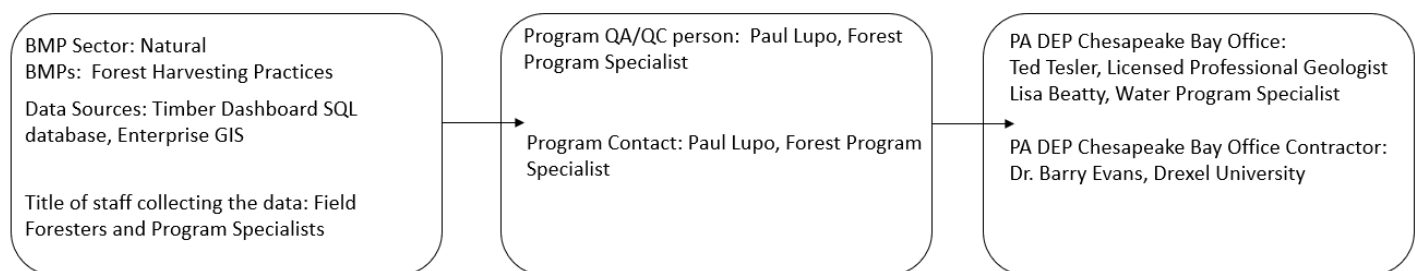 BMP Sector: Natural
BMPs: Forest Harvesting Practices
Data Sources: Timber Dashboard SQL
database, Enterprise GIS
Title of staff collecting the data: Field
Foresters and Program Specialists
Program QA/QC person: Paul Lupo, Forest
Program Specialist
Program Contact: Paul Lupo, Forest Program
Specialist
PA DEP Chesapeake Bay Office:
Ted Tesler, Licensed Professional Geologist
Lisa Beatty, Water Program Specialist
PA DEP Chesapeake Bay Office Contractor:
Dr. Barry Evans, Drexel University